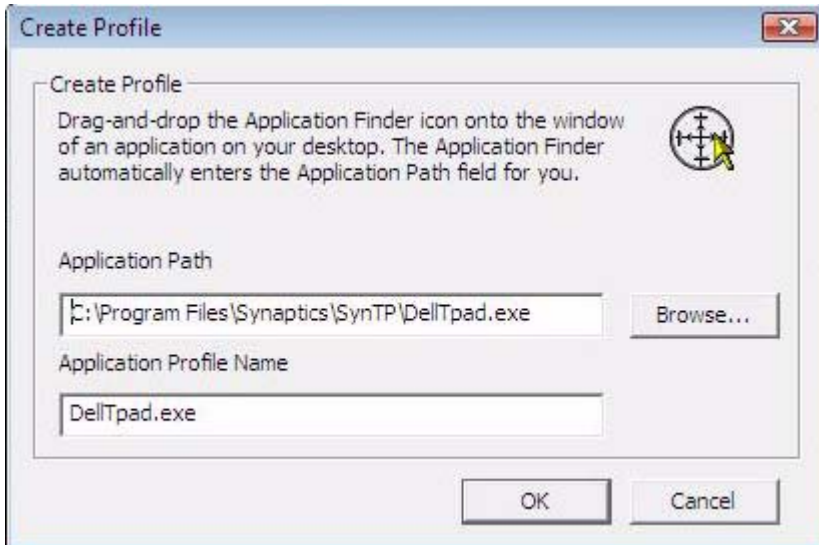 Create Profile
Create Profile
Drag-and-drop the Application Finder icon onto the window
of an application on your desktop. The Application Finder
automatically enters the Application Path field for you.
Application Path
C:\Program Files\Synaptics\SynTP\DellTpad.exe
Browse...
Application Profile Name
DellTpad.exe
OK
Cancel